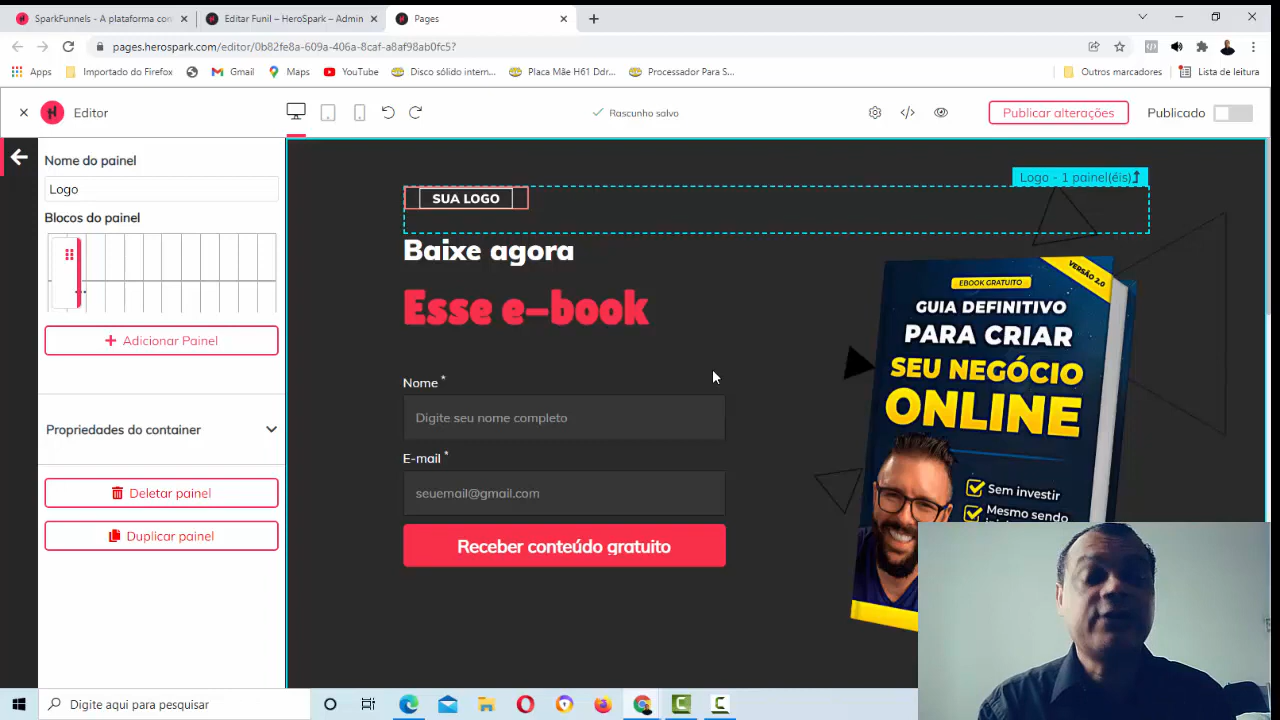 SparkFunnels - A plataforma con
Editar Funil – HeroSpark – Admin
Pages
pages.herospark.com/editor/0b82fe8a-609a-406a-8caf-a8af98ab0fc5?
Apps
Importado do Firefox
Gmail
Maps
YouTube
Disco sólido intern...
Placa Mãe H61 Ddr...
Processador Para S...
Outros marcadores
Lista de leitura
Editor
Rascunho salvo
Publicar alterações
Publicado
Nome do painel
Logo
Blocos do painel
Adicionar Painel
Propriedades do container
Deletar painel
Duplicar painel
Logo - 1 painel(éis)
SUA LOGO
Baixe agora
Esse e-book
Nome *
Digite seu nome completo
E-mail *
seuemail@gmail.com
Receber conteúdo gratuito
VERSÃO 2.0
EBOOK GRATUITO
GUIA DEFINITIVO
PARA CRIAR
SEU NEGÓCIO
ONLINE
Sem investir
Mesmo sendo
Digite aqui para pesquisar